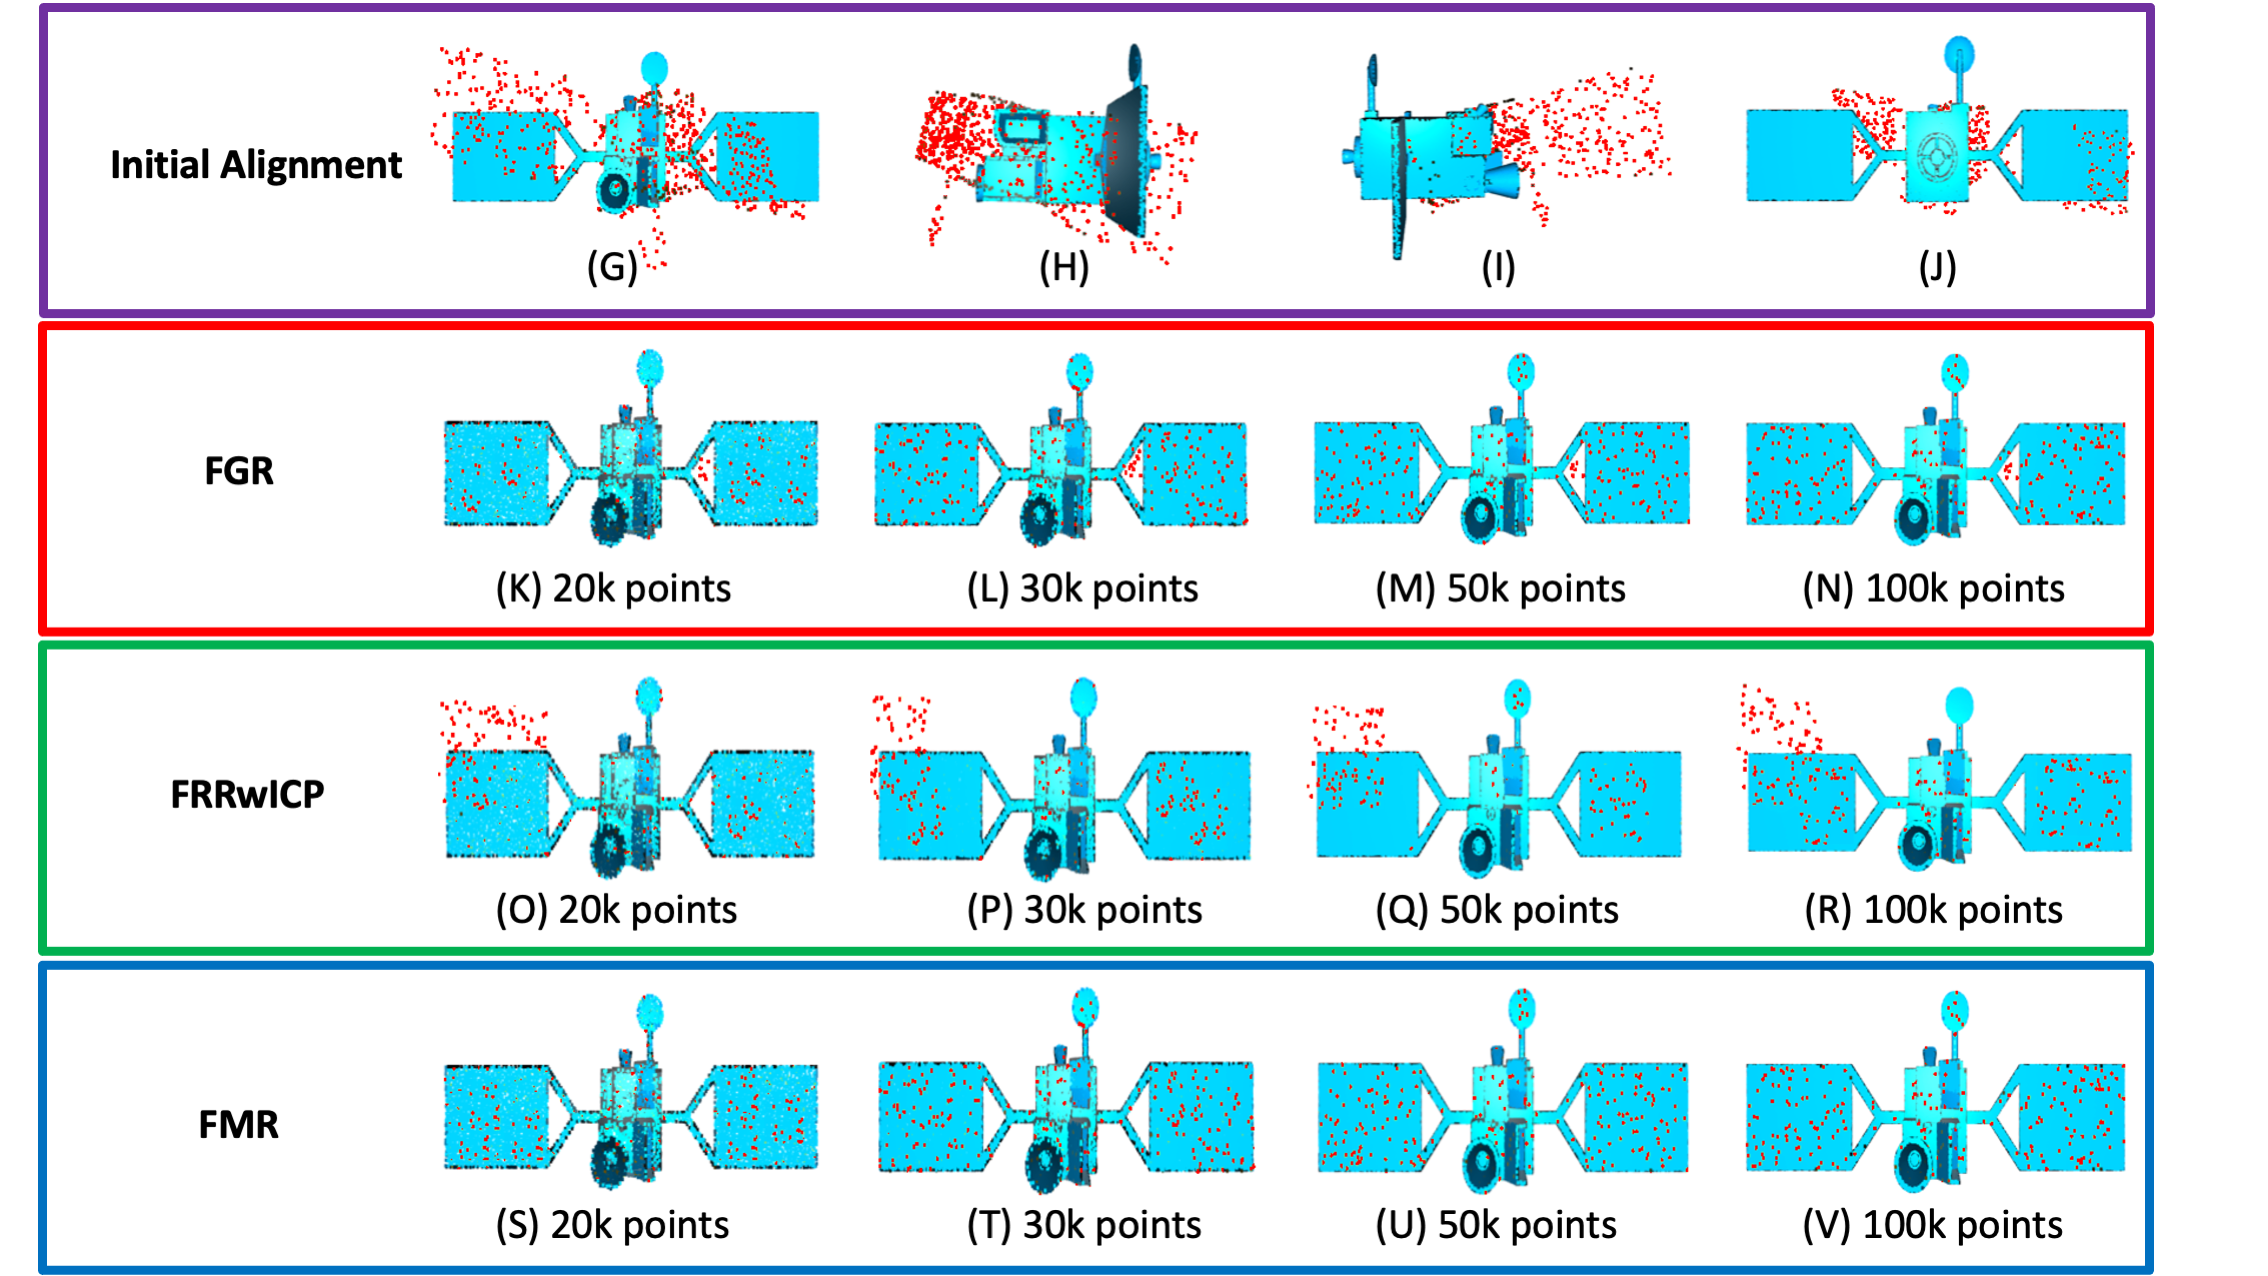 Initial Alignment
(G)
(H)
(I)
(J)
FGR
(K) 20k points
(L) 30k points
(M) 50k points
(N) 100k points
FRRwICP
(O) 20k points
(P) 30k points
(Q) 50k points
(R) 100k points
FMR
(S) 20k points
(T) 30k points
(U) 50k points
(V) 100k points